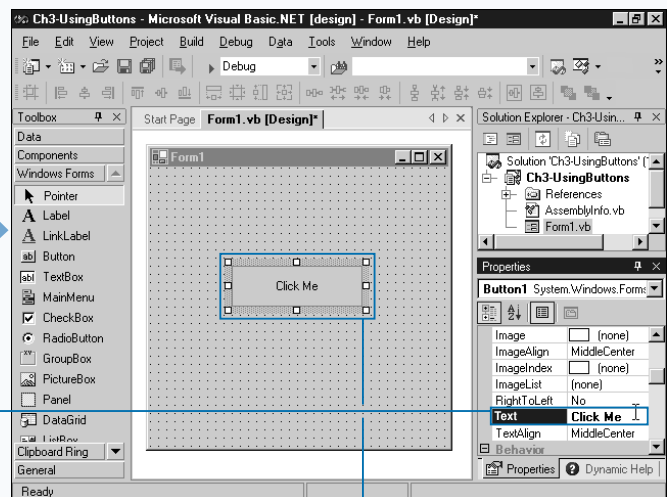 Ch3-UsingButtons - Microsoft Visual Basic.NET [design] - Form1.vb [Design]*
File Edit View Project Build Debug Data Tools Window Help
Debug
Toolbox
Start Page Form1.vb [Design]*
Solution Explorer - Ch3-Usin...
Data
Components
Windows Forms
Pointer
Label
LinkLabel
Button
TextBox
MainMenu
CheckBox
RadioButton
GroupBox
PictureBox
Panel
DataGrid
ListBox
Clipboard Ring
General
Form1
Click Me
Solution 'Ch3-UsingButtons' (
Ch3-UsingButtons
References
AssemblyInfo.vb
Form1.vb
Properties
Button1 System.Windows.Forms
Image (none)
ImageAlign MiddleCenter
ImageIndex (none)
ImageList (none)
RightToLeft No
Text Click Me
TextAlign MiddleCenter
Behavior
Properties Dynamic Help
Ready